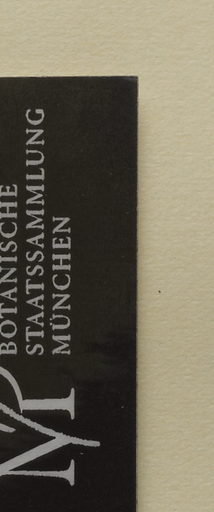 BOTANISCHE
STAATSSAMMLUNG
MÜNCHEN
M